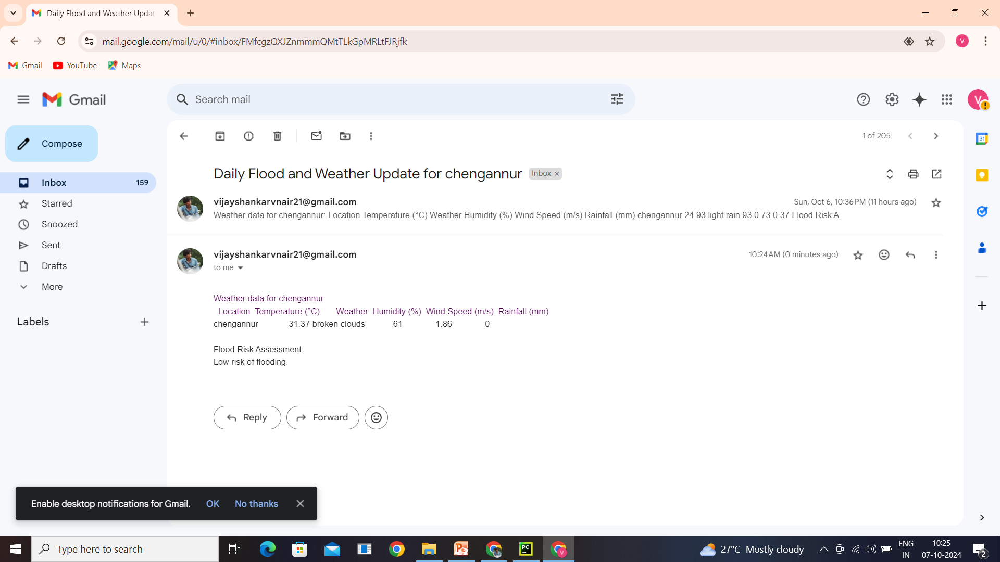 Daily Flood and Weather Updat
mail.google.com/mail/u/0/#inbox/FMfcgzQXJZnmmmQMtTLkGpMRLtFJRjfk
V
Gmail YouTube Maps
Gmail
Search mail
V
Compose
1 of 205
31
Inbox 159
Starred
Snoozed
Sent
Drafts
More
Labels
Daily Flood and Weather Update for chengannur Inbox ×
vijayshankarvnair21@gmail.com Sun, Oct 6, 10:36 PM (11 hours ago)
Weather data for chengannur: Location Temperature (°C) Weather Humidity (%) Wind Speed (m/s) Rainfall (mm) chengannur 24.93 light rain 93 0.73 0.37 Flood Risk A
vijayshankarvnair21@gmail.com 10:24 AM (0 minutes ago)
to me
Weather data for chengannur:
Location Temperature (°C) Weather Humidity (%) Wind Speed (m/s) Rainfall (mm)
chengannur 31.37 broken clouds 61 1.86 0
Flood Risk Assessment:
Low risk of flooding.
Reply Forward
Enable desktop notifications for Gmail. OK No thanks
Type here to search
PC
V
27°C Mostly cloudy
ENG
IN
10:25
07-10-2024
2